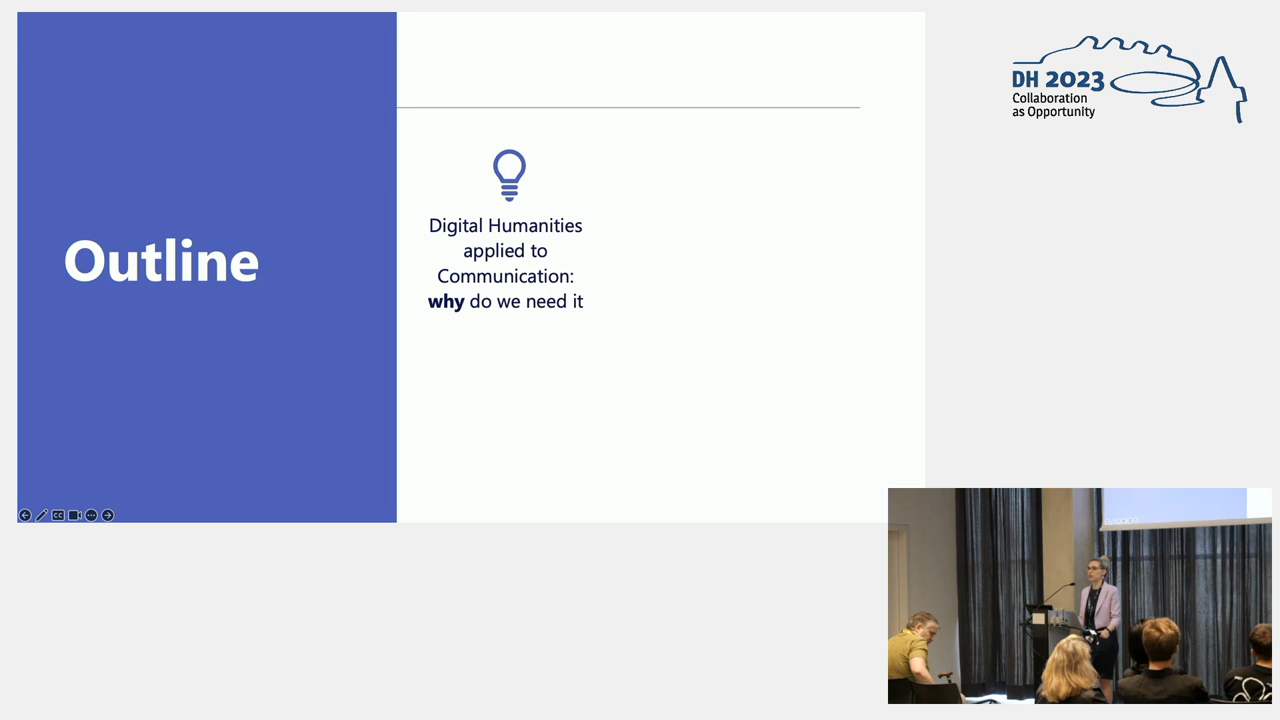 Outline
Digital Humanities
applied to
Communication:
why do we need it
DH 2023
Collaboration
as Opportunity